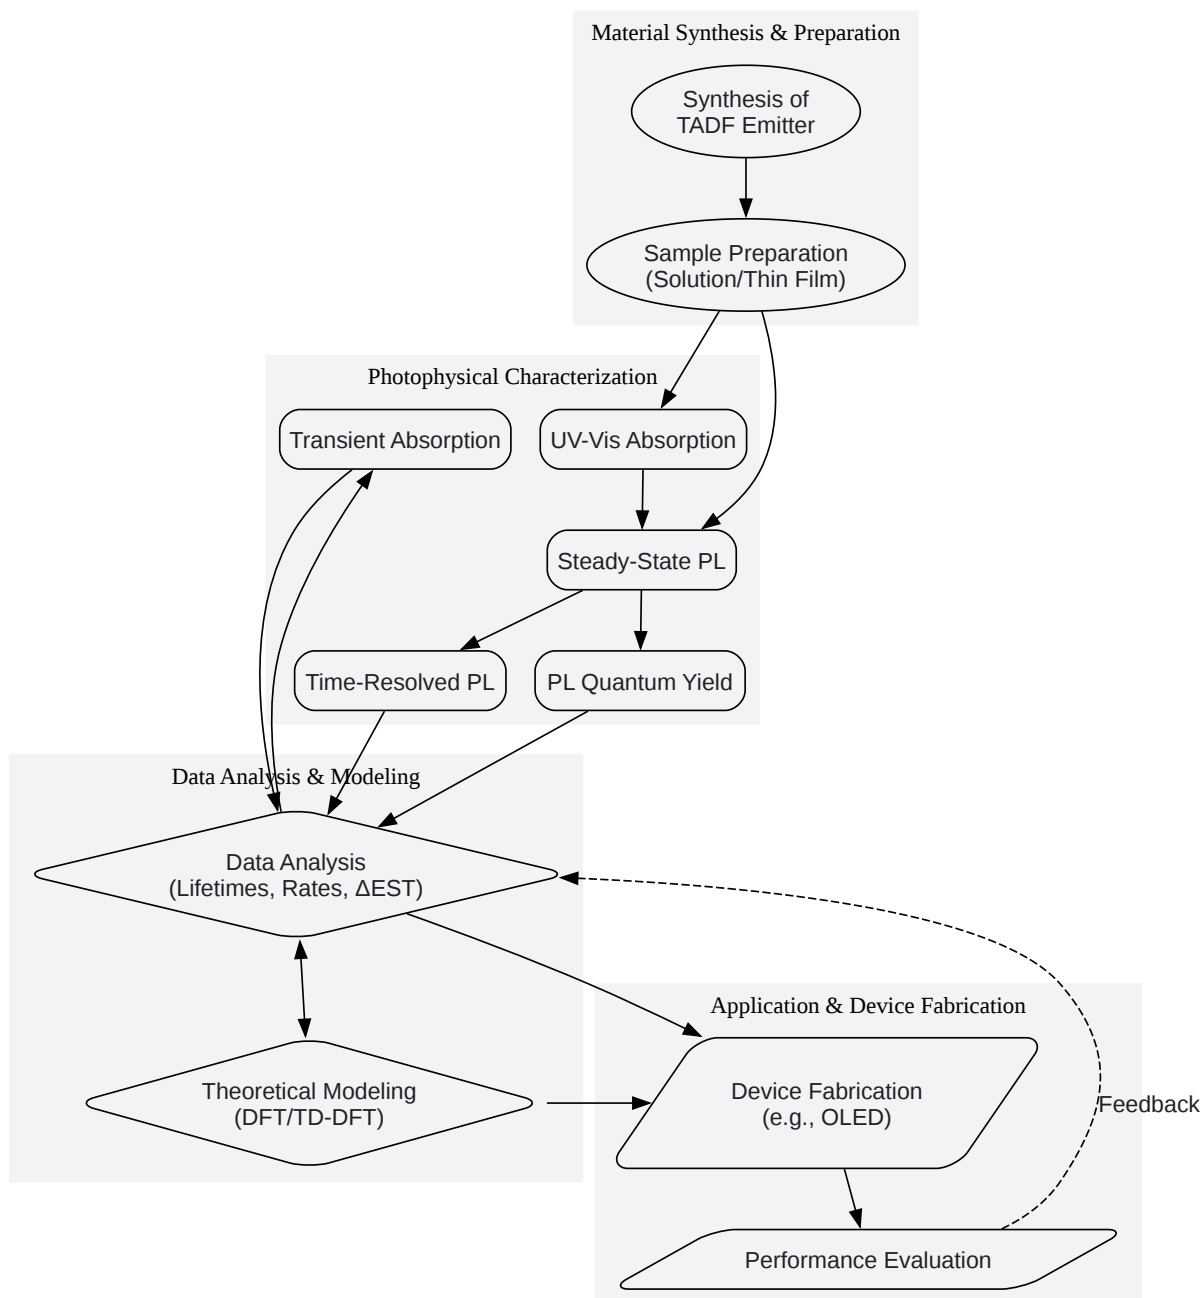 Material Synthesis & Preparation
Synthesis of
TADF Emitter
Sample Preparation
(Solution/Thin Film)
Photophysical Characterization
Transient Absorption
UV-Vis Absorption
Steady-State PL
Time-Resolved PL
PL Quantum Yield
Data Analysis & Modeling
Data Analysis
(Lifetimes, Rates, ΔEST)
Theoretical Modeling
(DFT/TD-DFT)
Application & Device Fabrication
Device Fabrication
(e.g., OLED)
Feedback
Performance Evaluation